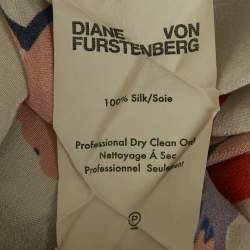 DIANE VON
FURSTENBERG
100% Silk/Soie
Professional Dry Clean Only
Nettoyage À Sec
Professionnel Seulement
P